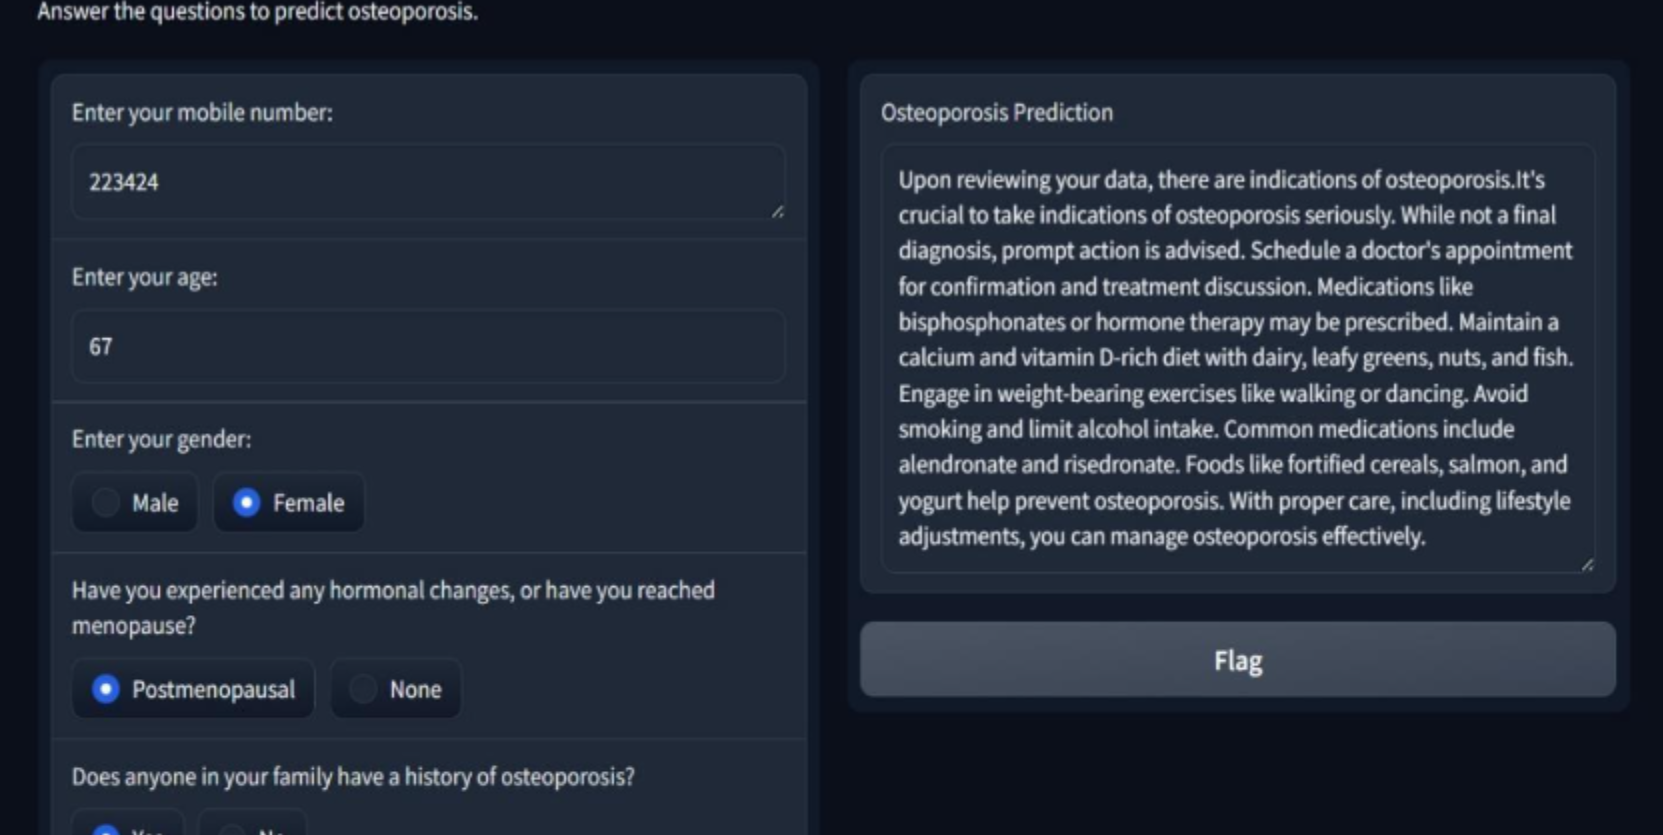 Answer the questions to predict osteoporosis.
Enter your mobile number:
223424
Enter your age:
67
Enter your gender:
Male
Female
Have you experienced any hormonal changes, or have you reached
menopause?
Postmenopausal
None
Does anyone in your family have a history of osteoporosis?
Yes
No
Osteoporosis Prediction
Upon reviewing your data, there are indications of osteoporosis.It's
crucial to take indications of osteoporosis seriously. While not a final
diagnosis, prompt action is advised. Schedule a doctor's appointment
for confirmation and treatment discussion. Medications like
bisphosphonates or hormone therapy may be prescribed. Maintain a
calcium and vitamin D-rich diet with dairy, leafy greens, nuts, and fish.
Engage in weight-bearing exercises like walking or dancing. Avoid
smoking and limit alcohol intake. Common medications include
alendronate and risedronate. Foods like fortified cereals, salmon, and
yogurt help prevent osteoporosis. With proper care, including lifestyle
adjustments, you can manage osteoporosis effectively.
Flag